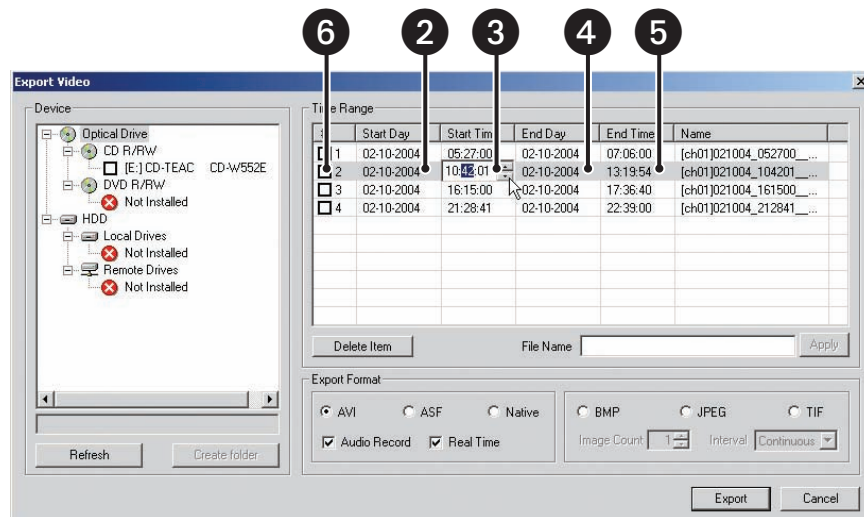 6 2 3 4 5
Export Video
Device
Optical Drive
CD R/RW
[E:] CD-TEAC CD-W552E
DVD R/RW
Not Installed
HDD
Local Drives
Not Installed
Remote Drives
Not Installed
Refresh Create folder
Time Range
Start Day Start Tim End Day End Time Name
1 02-10-2004 05:27:00 02-10-2004 07:06:00 [ch01]021004_052700__...
2 02-10-2004 10:42:01 02-10-2004 13:19:54 [ch01]021004_104201__...
3 02-10-2004 16:15:00 02-10-2004 17:36:40 [ch01]021004_161500__...
4 02-10-2004 21:28:41 02-10-2004 22:39:00 [ch01]021004_212841__...
Delete Item File Name Apply
Export Format
AVI ASF Native BMP JPEG TIF
Audio Record Real Time Image Count 1 Interval Continuous
Export Cancel